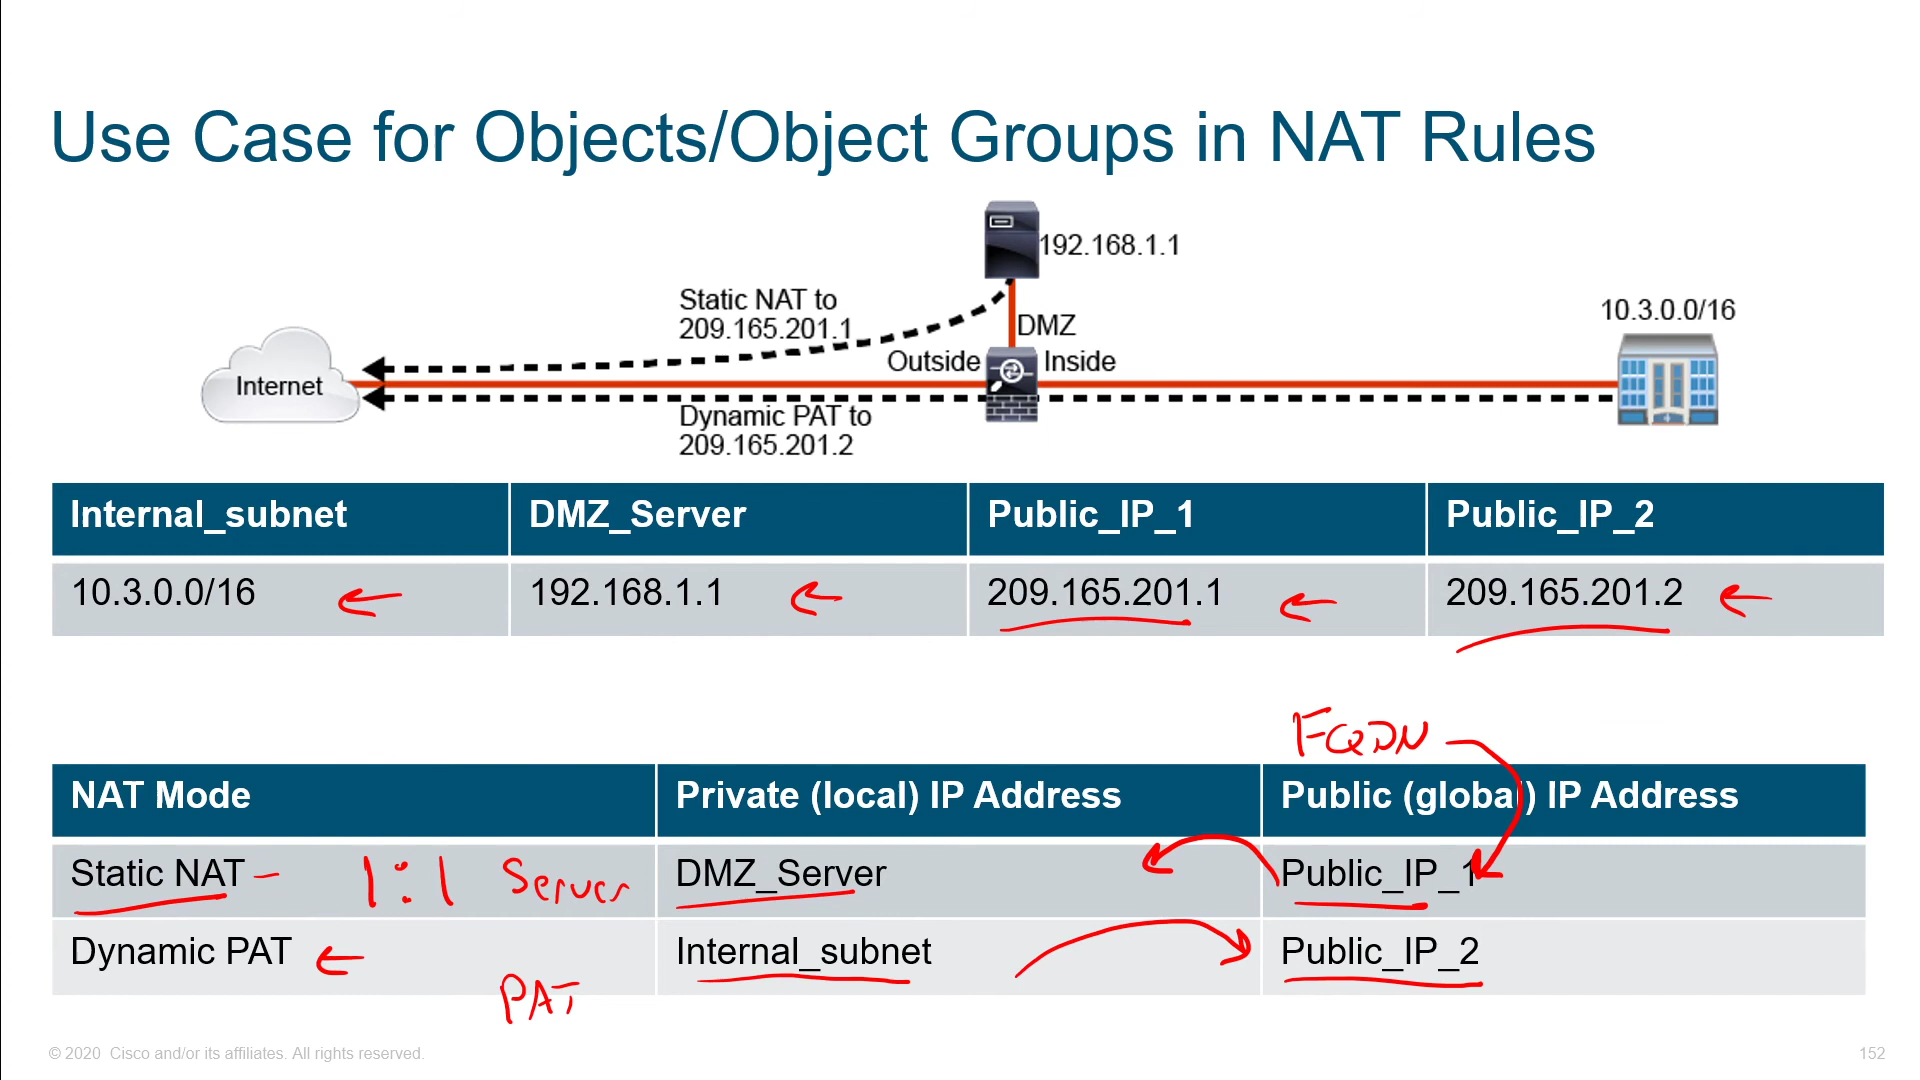 Use Case for Objects/Object Groups in NAT Rules
192.168.1.1
Static NAT to
209.165.201.1
DMZ
10.3.0.0/16
Outside
Inside
Internet
Dynamic PAT to
209.165.201.2
Internal_subnet DMZ_Server Public_IP_1 Public_IP_2
10.3.0.0/16 192.168.1.1 209.165.201.1 209.165.201.2
FQDN
NAT Mode Private (local) IP Address Public (global) IP Address
Static NAT - 1:1 Server DMZ_Server Public_IP_1
Dynamic PAT Internal_subnet Public_IP_2
PAT
© 2020 Cisco and/or its affiliates. All rights reserved.
152